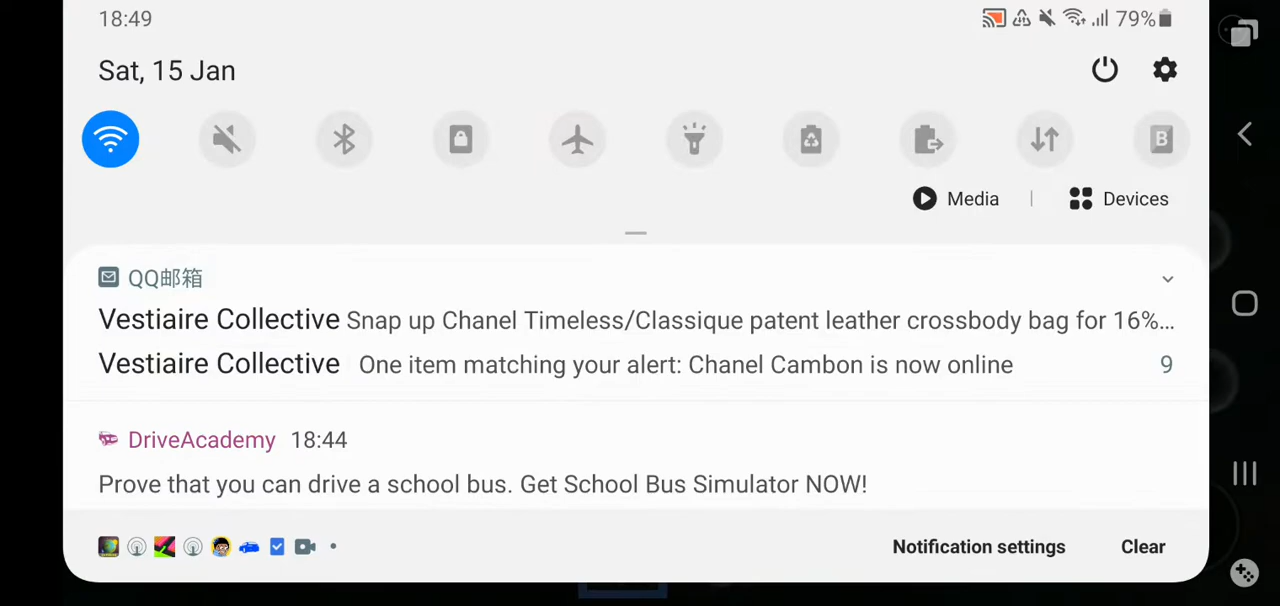 18:49 79%
Sat, 15 Jan
B
Media | Devices
QQ邮箱
Vestiaire Collective Snap up Chanel Timeless/Classique patent leather crossbody bag for 16%...
Vestiaire Collective One item matching your alert: Chanel Cambon is now online 9
DriveAcademy 18:44
Prove that you can drive a school bus. Get School Bus Simulator NOW!
Notification settings Clear